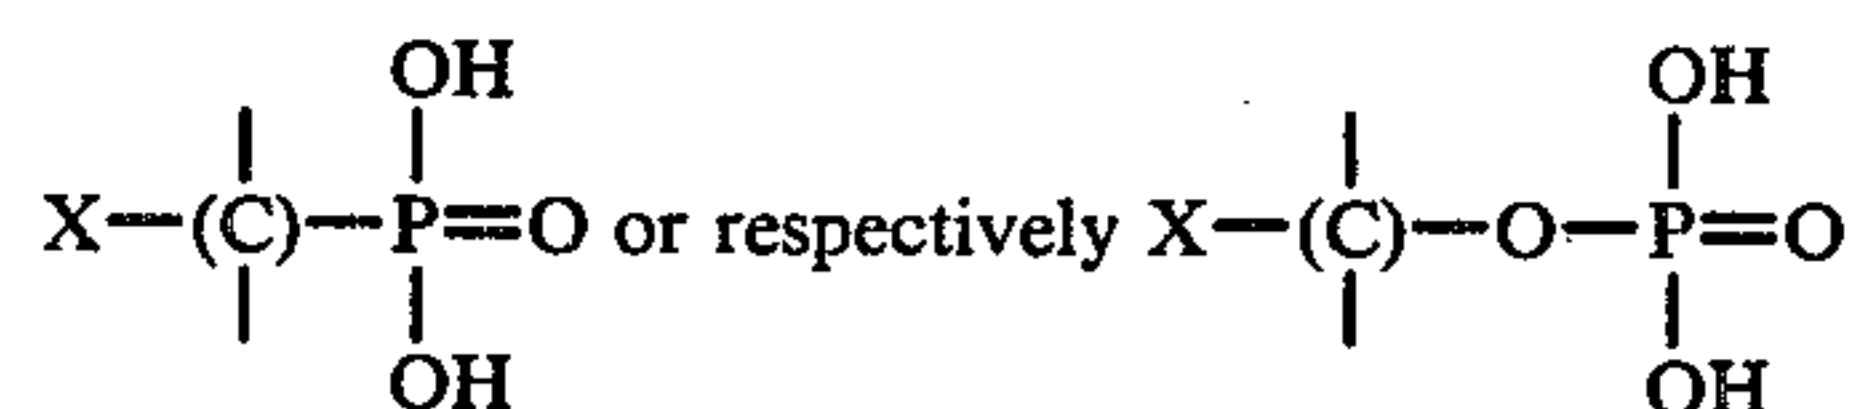 OH OH
X—(C)—P=O or respectively X—(C)—O—P=O
OH OH